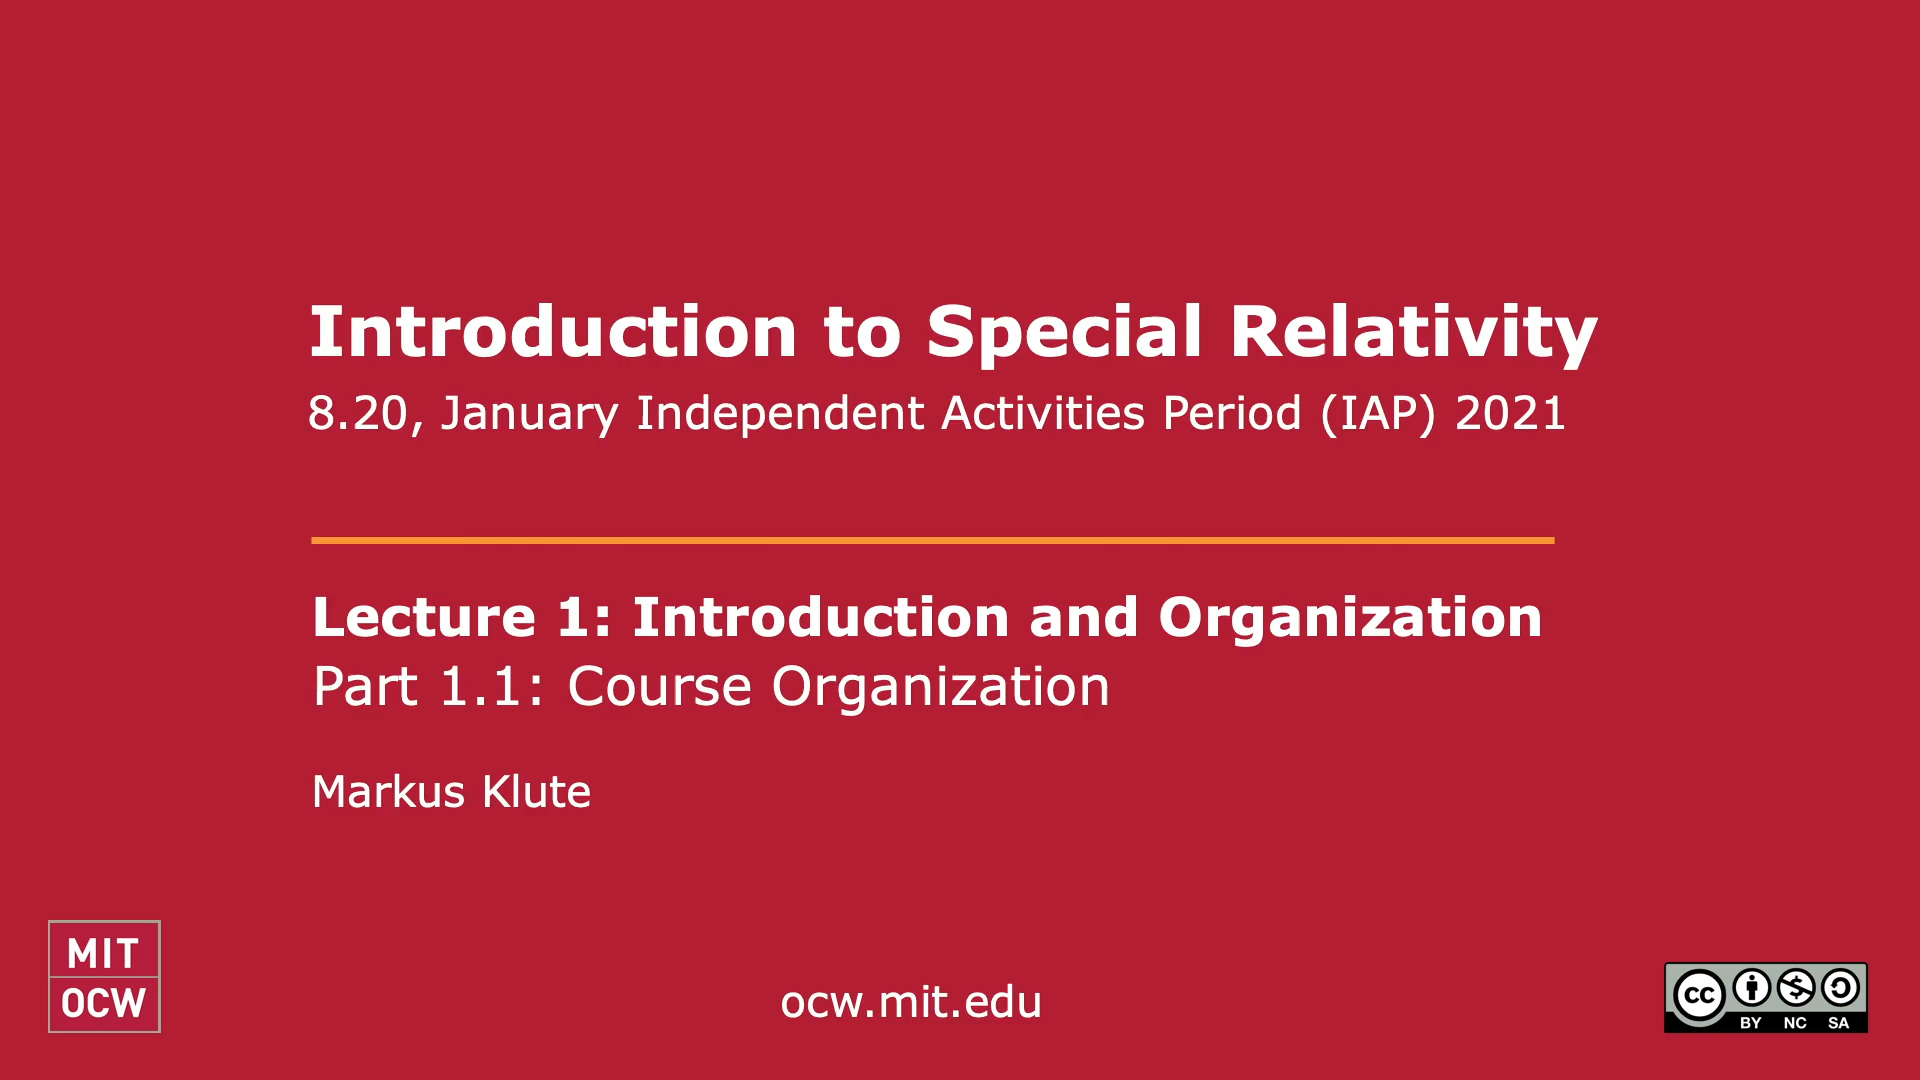 Introduction to Special Relativity
8.20, January Independent Activities Period (IAP) 2021
Lecture 1: Introduction and Organization
Part 1.1: Course Organization
Markus Klute
MIT
OCW
ocw.mit.edu
cc
BY NC SA